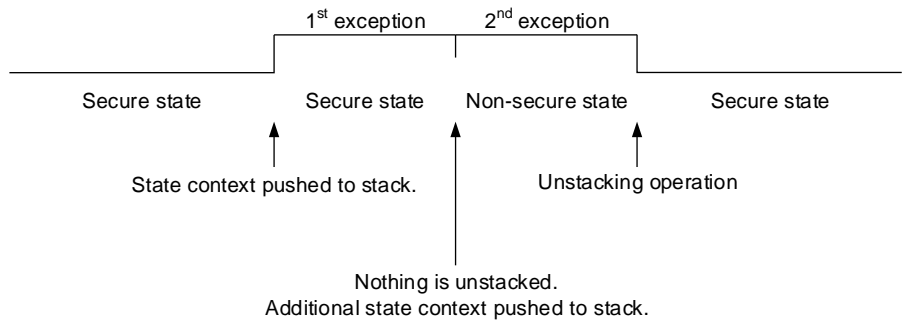 1st exception
2nd exception
Secure state
Secure state
Non-secure state
Secure state
State context pushed to stack.
Unstacking operation
Nothing is unstacked.
Additional state context pushed to stack.